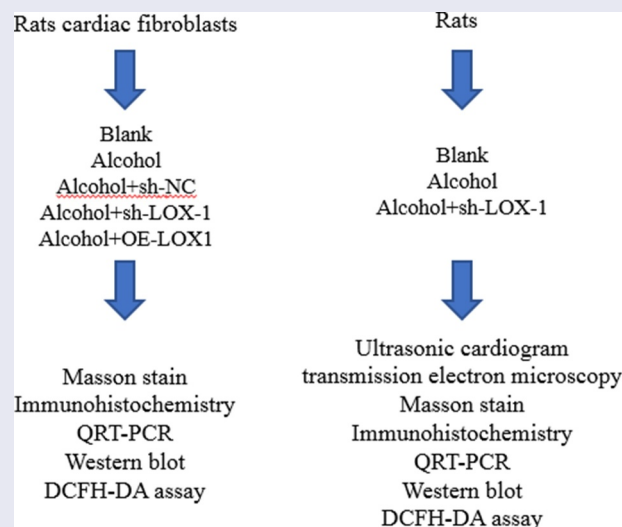 Rats cardiac fibroblasts
Blank
Alcohol
Alcohol+sh-NC
Alcohol+sh-LOX-1
Alcohol+OE-LOX1
Masson stain
Immunohistochemistry
QRT-PCR
Western blot
DCFH-DA assay
Rats
Blank
Alcohol
Alcohol+sh-LOX-1
Ultrasonic cardiogram
transmission electron microscopy
Masson stain
Immunohistochemistry
QRT-PCR
Western blot
DCFH-DA assay